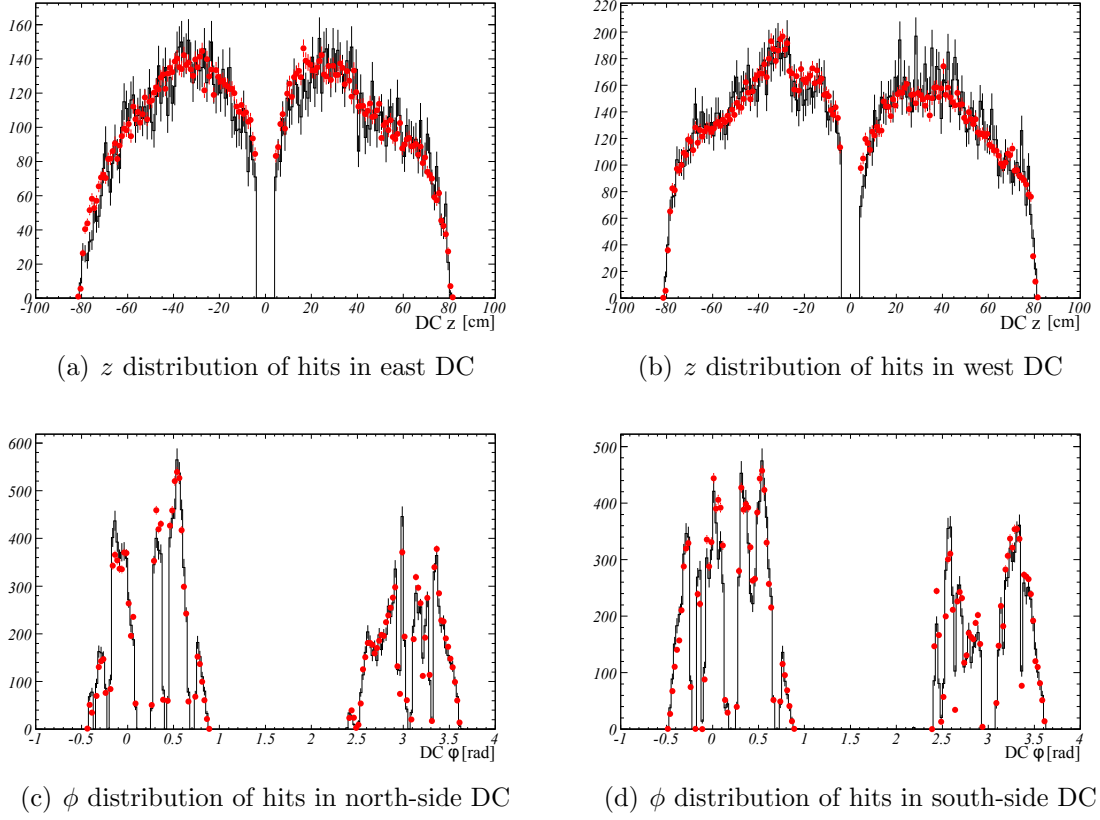 160
140
120
100
80
60
40
20
0
-100 -80 -60 -40 -20 0 20 40 60 80 100
DC z [cm]
(a) z distribution of hits in east DC
220
200
180
160
140
120
100
80
60
40
20
0
-100 -80 -60 -40 -20 0 20 40 60 80 100
DC z [cm]
(b) z distribution of hits in west DC
600
500
400
300
200
100
0
-1 -0.5 0 0.5 1 1.5 2 2.5 3 3.5 4
DC φ [rad]
(c) ϕ distribution of hits in north-side DC
500
400
300
200
100
0
-1 -0.5 0 0.5 1 1.5 2 2.5 3 3.5 4
DC φ [rad]
(d) ϕ distribution of hits in south-side DC